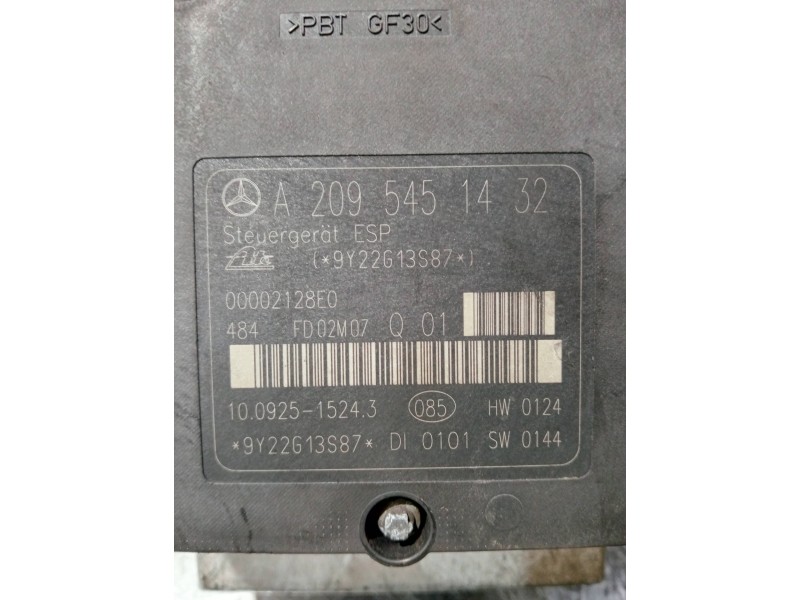 >PBT GF30<
A 209 545 14 32
Steuergerät ESP
ate (*9Y22G13S87*)
00002128E0
484 FD02M07 Q 01
10.0925-1524.3 085 HW 0124
*9Y22G13S87* DI 0101 SW 0144